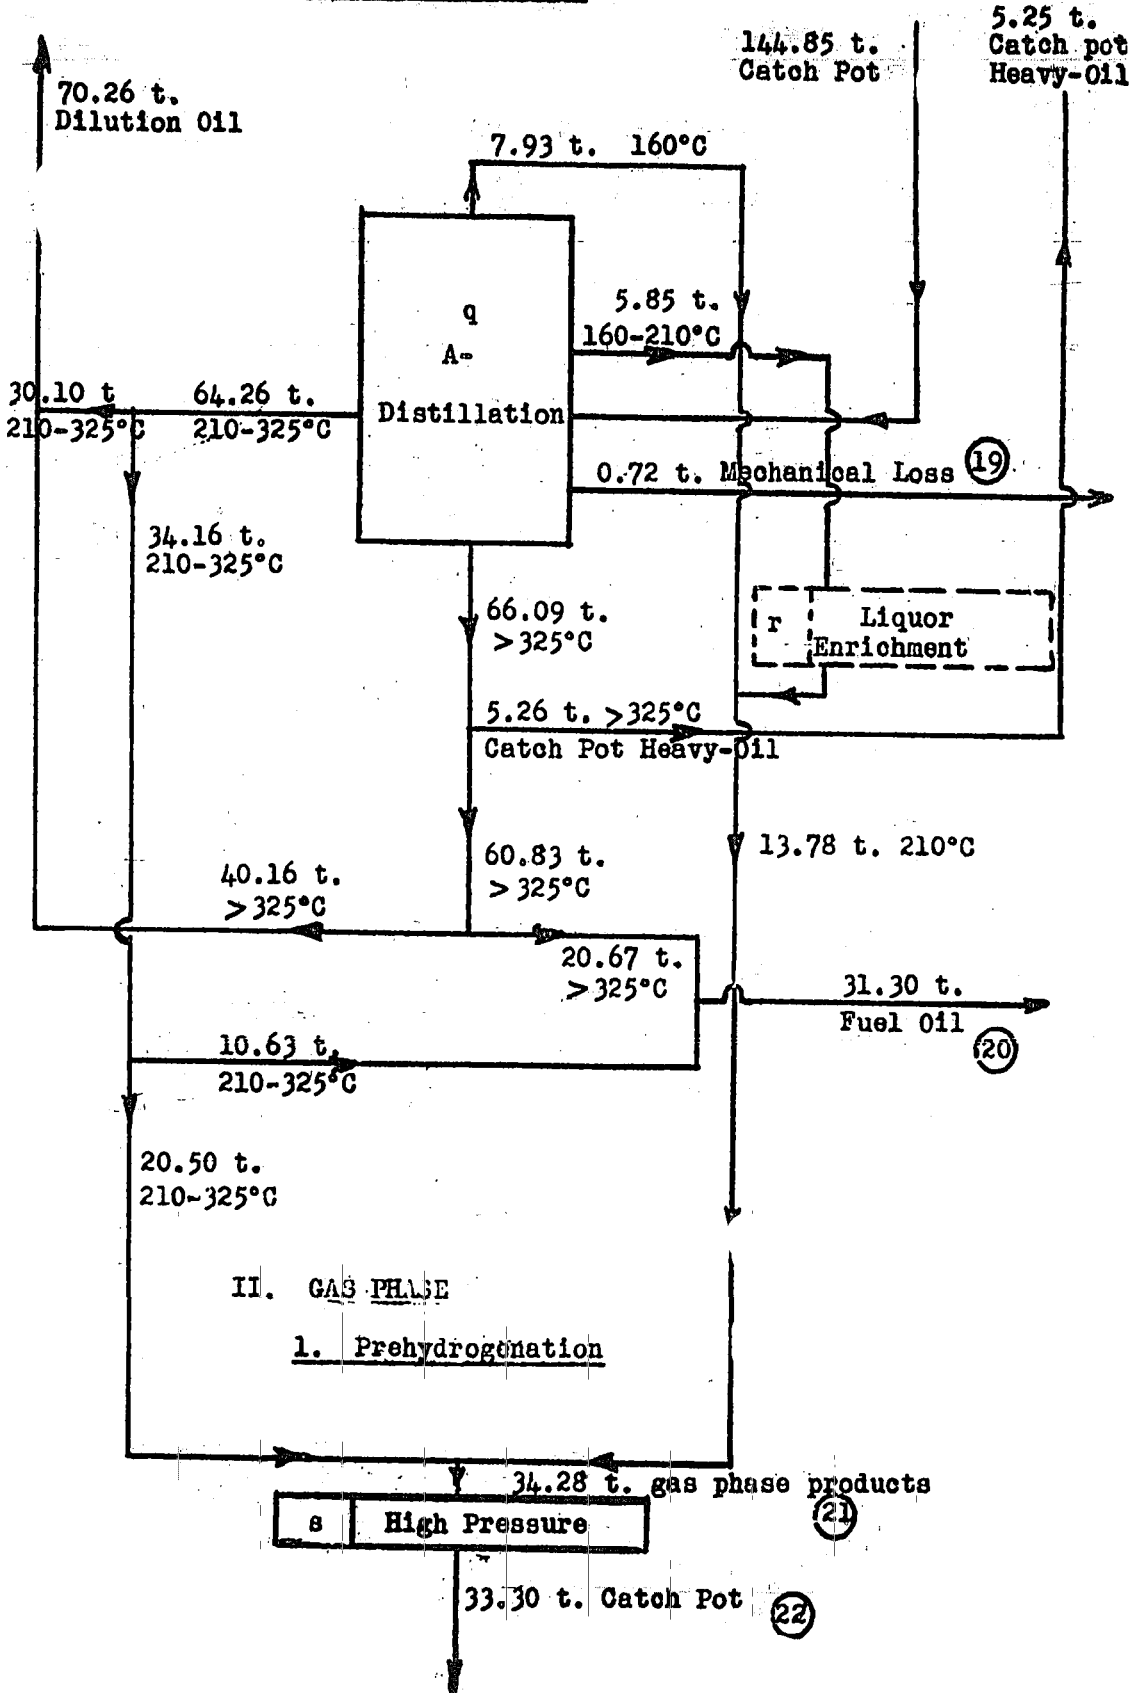 5.25 t.
Catch pot
Heavy-Oil
144.85 t.
Catch Pot
70.26 t.
Dilution Oil
7.93 t. 160°C
q
A-
Distillation
5.85 t.
160-210°C
30.10 t
210-325°C
64.26 t.
210-325°C
0.72 t. Mechanical Loss 19
34.16 t.
210-325°C
66.09 t.
>325°C
r
Liquor
Enrichment
5.26 t. >325°C
Catch Pot Heavy-Oil
60.83 t.
>325°C
13.78 t. 210°C
40.16 t.
>325°C
20.67 t.
>325°C
31.30 t.
Fuel Oil
20
10.63 t.
210-325°C
20.50 t.
210-325°C
II. GAS PHASE
1. Prehydrogenation
34.28 t. gas phase products
21
s
High Pressure
33.30 t. Catch Pot
22